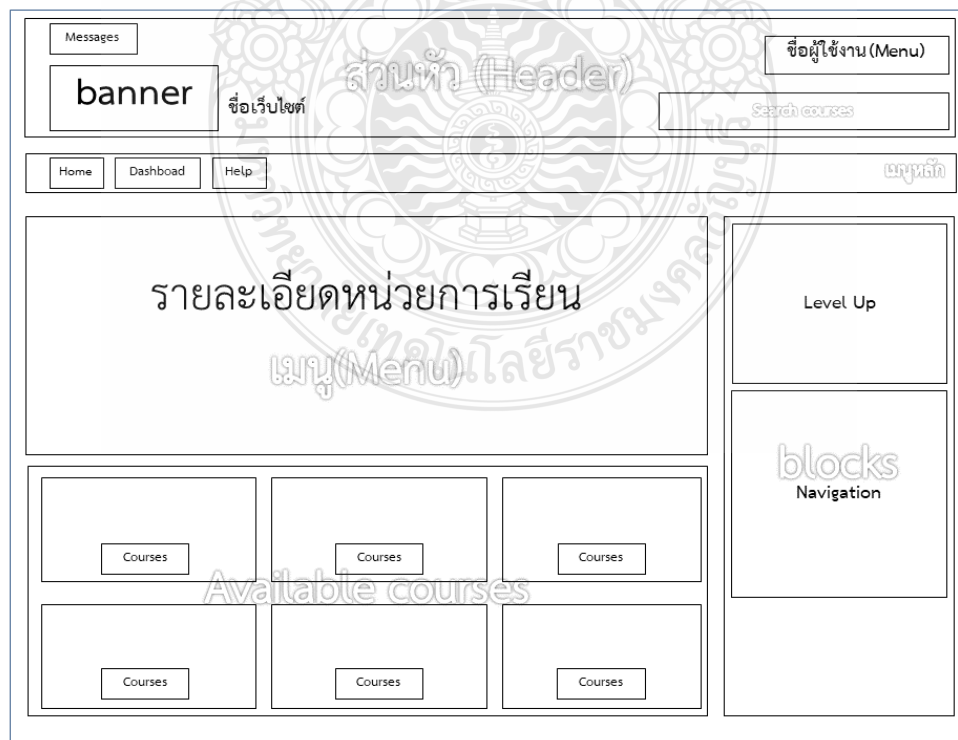 Messages
ส่วนหัว (Header)
ชื่อผู้ใช้งาน (Menu)
banner
ชื่อเว็บไซต์
Search courses
Home
Dashboad
Help
เมนูหลัก
รายละเอียดหน่วยการเรียน
เมนู(Menu)
Level Up
blocks
Navigation
Courses
Courses
Courses
Available courses
Courses
Courses
Courses